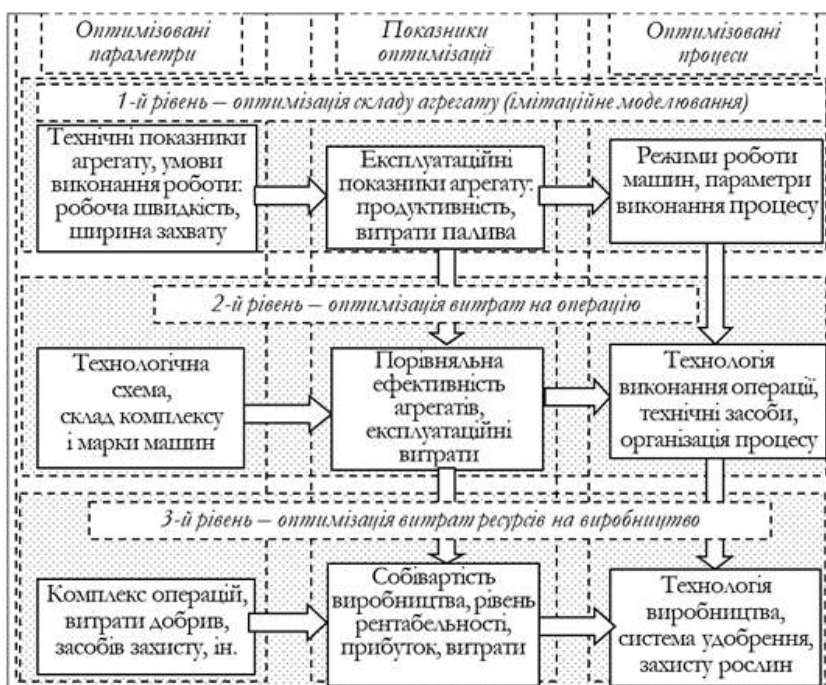 Оптимізовані
параметри
Показники
оптимізації
Оптимізовані
процеси
1-й рівень – оптимізація складу агрегату (імітаційне моделювання)
Технічні показники
агрегату, умови
виконання роботи:
робоча швидкість,
ширина захвату
Експлуатаційні
показники агрегату:
продуктивність,
витрати палива
Режими роботи
машин, параметри
виконання процесу
2-й рівень – оптимізація витрат на операцію
Технологічна
схема,
склад комплексу
і марки машин
Порівняльна
ефективність
агрегатів,
експлуатаційні
витрати
Технологія
виконання операції,
технічні засоби,
організація процесу
3-й рівень – оптимізація витрат ресурсів на виробництво
Комплекс операцій,
витрати добрив,
засобів захисту, ін.
Собівартість
виробництва, рівень
рентабельності,
прибуток, витрати
Технологія
виробництва,
система удобрення,
захисту рослин